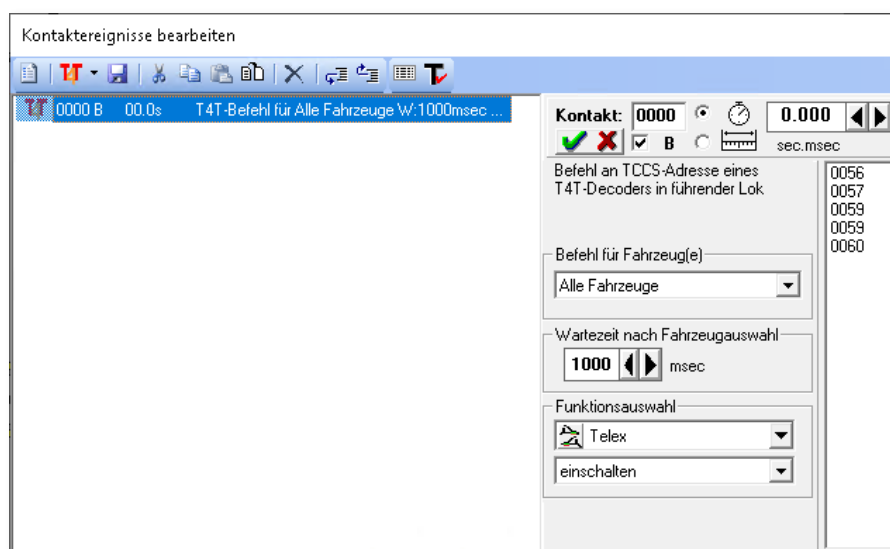 Kontaktereignisse bearbeiten
0000 B 00.0s T4T-Befehl für Alle Fahrzeuge W:1000msec ...
Kontakt: 0000 0.000
B sec.msec
Befehl an TCCS-Adresse eines
T4T-Decoders in führender Lok
0056
0057
0059
0059
0060
Befehl für Fahrzeug(e)
Alle Fahrzeuge
Wartezeit nach Fahrzeugauswahl
1000 msec
Funktionsauswahl
Telex
einschalten